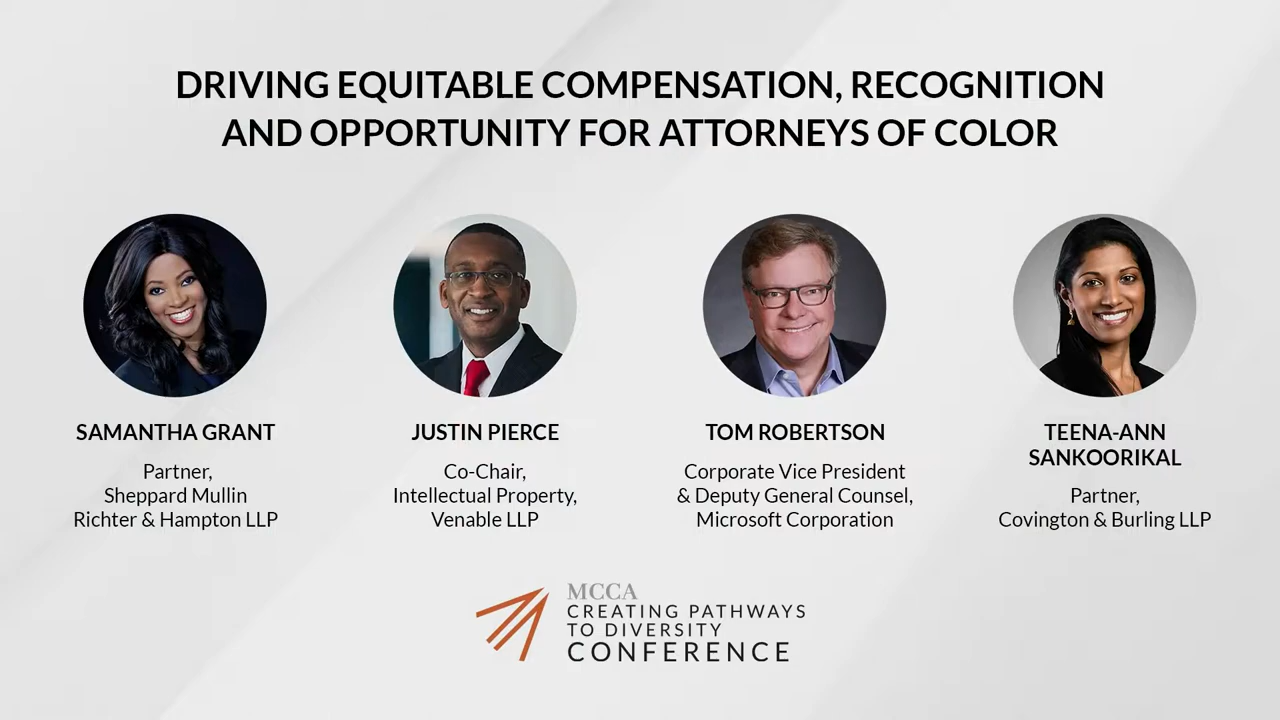 DRIVING EQUITABLE COMPENSATION, RECOGNITION
AND OPPORTUNITY FOR ATTORNEYS OF COLOR
SAMANTHA GRANT
Partner,
Sheppard Mullin
Richter & Hampton LLP
JUSTIN PIERCE
Co-Chair,
Intellectual Property,
Venable LLP
TOM ROBERTSON
Corporate Vice President
& Deputy General Counsel,
Microsoft Corporation
TEENA-ANN
SANKOORIKAL
Partner,
Covington & Burling LLP
MCCA
CREATING PATHWAYS
TO DIVERSITY
CONFERENCE